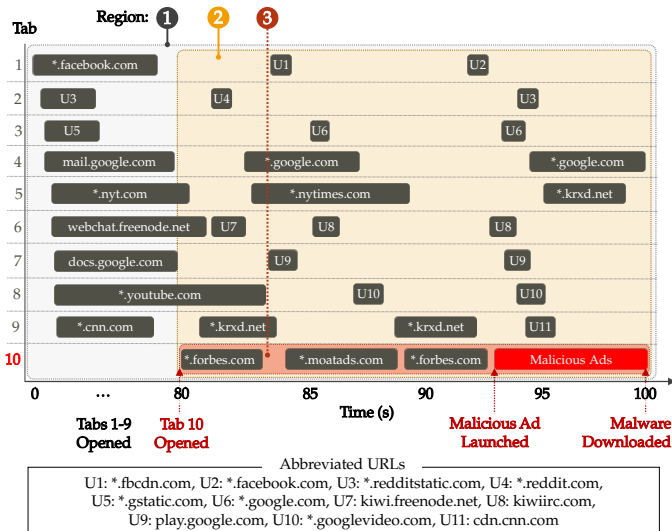 Region: 1 2 3
Tab
1 *.facebook.com U1 U2
2 U3 U4 U3
3 U5 U6 U6
4 mail.google.com *.google.com *.google.com
5 *.nyt.com *.nytimes.com *.krxd.net
6 webchat.freenode.net U7 U8 U8
7 docs.google.com U9 U9
8 *.youtube.com U10 U10
9 *.cnn.com *.krxd.net *.krxd.net U11
10 *.forbes.com *.moatads.com *.forbes.com Malicious Ads
0 ... 80 85 90 95 100
Time (s)
Tabs 1-9 Opened
Tab 10 Opened
Malicious Ad Launched
Malware Downloaded
Abbreviated URLs
U1: *.fbcdn.com, U2: *.facebook.com, U3: *.redditstatic.com, U4: *.reddit.com,
U5: *.gstatic.com, U6: *.google.com, U7: kiwi.freenode.net, U8: kiwiirc.com,
U9: play.google.com, U10: *.googlevideo.com, U11: cdn.cnn.com